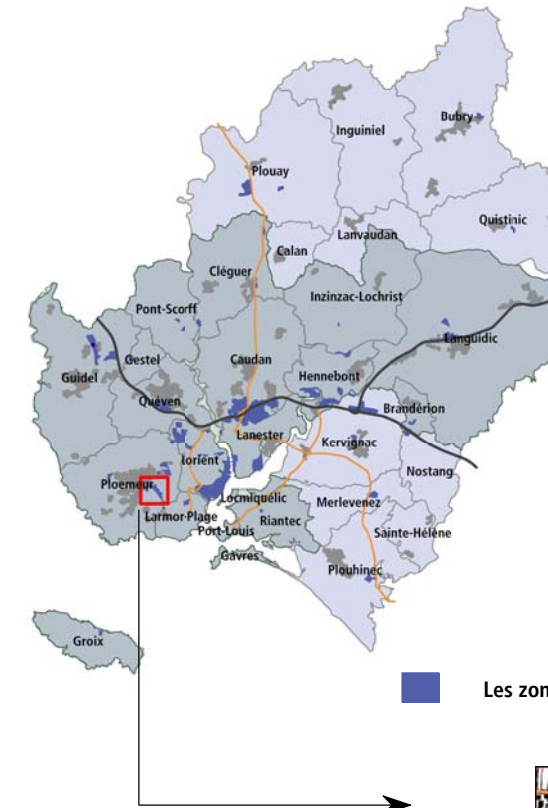 Bubry
Inguiniel
Plouay
Quistinic
Lanvaudan
Calan
Cléguer
Inzinzac-Lochrist
Pont-Scorff
Languidic
Gestel
Caudan
Guidel
Hennebont
Quéven
Brandérion
Lanester
Kervignac
Lorient
Nostang
Ploemeur
Locmiquélic
Merlevenez
Larmor-Plage
Riantec
Port-Louis
Sainte-Hélène
Gâvres
Plouhinec
Groix
Les zon